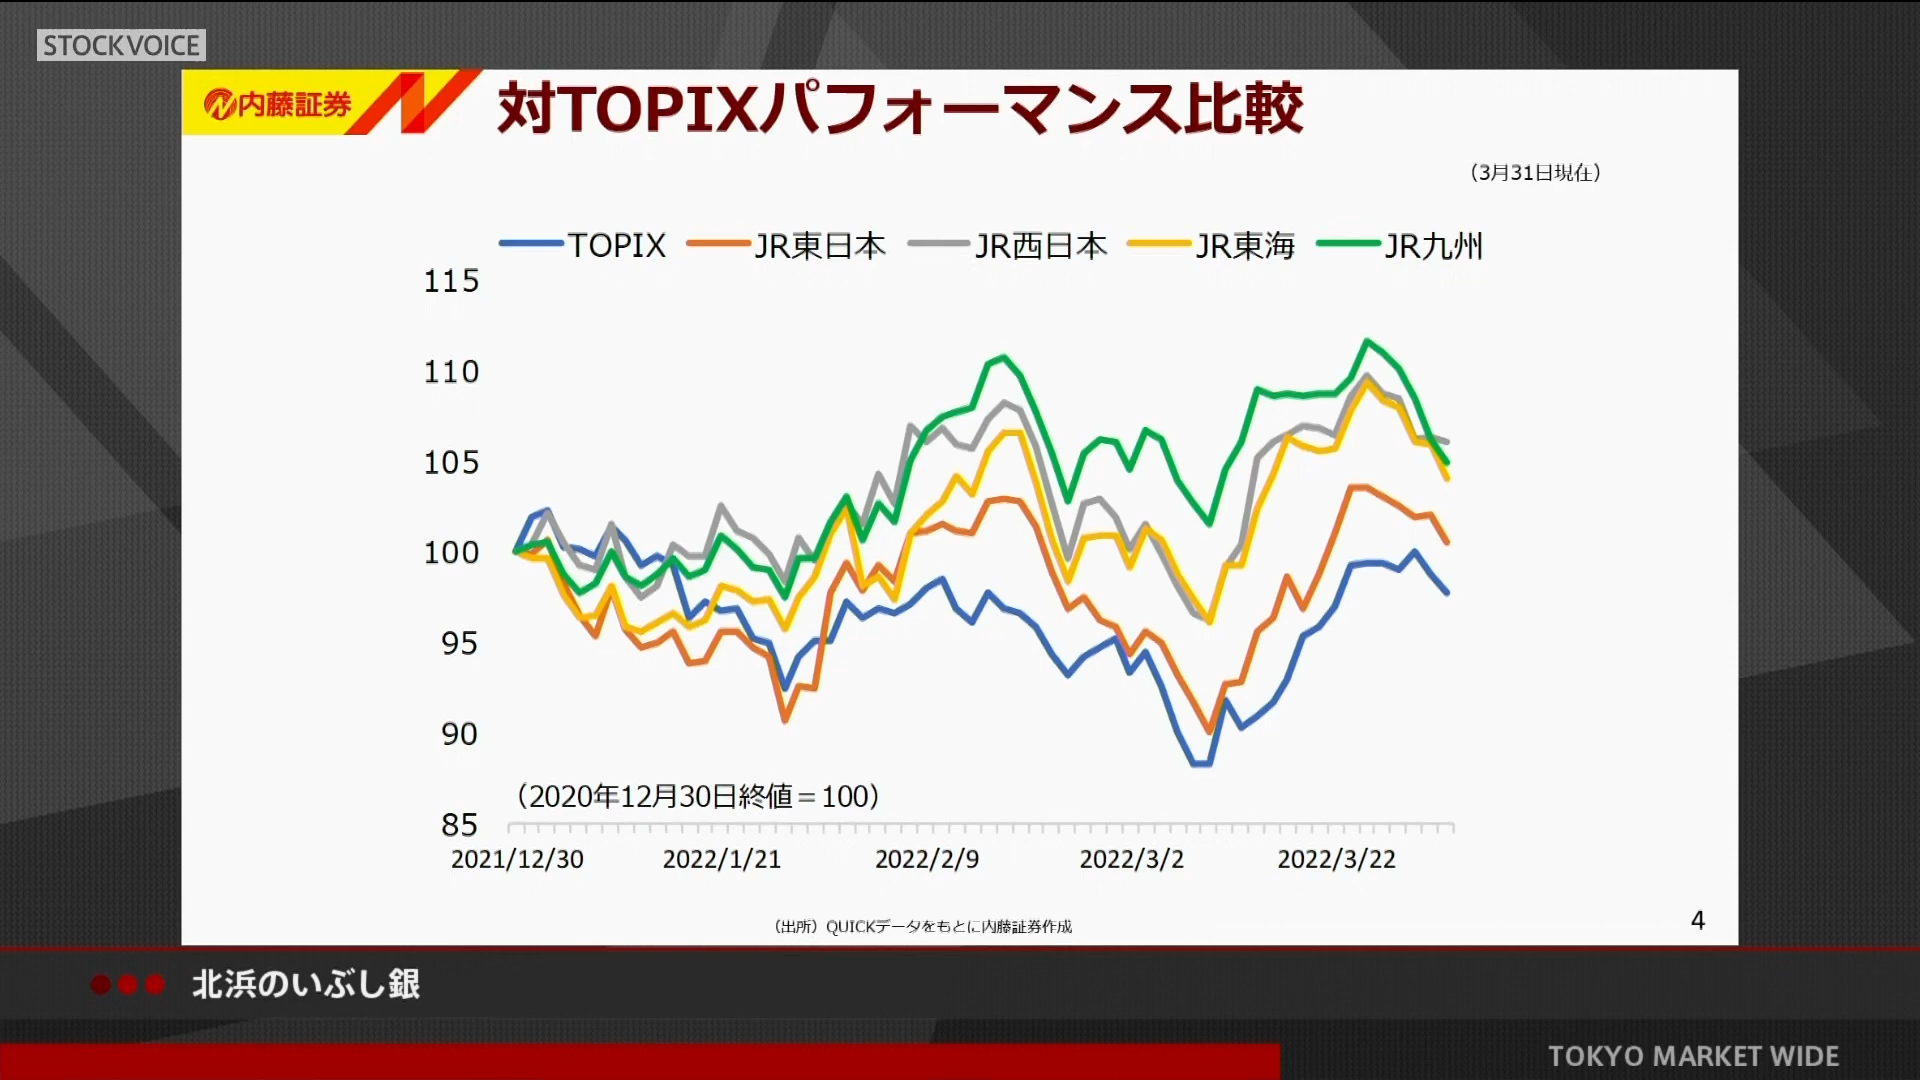 STOCKVOICE
内藤証券
対TOPIXパフォーマンス比較
（3月31日現在）
TOPIX JR東日本 JR西日本 JR東海 JR九州
115
110
105
100
95
90
85
（2020年12月30日終値＝100）
2021/12/30 2022/1/21 2022/2/9 2022/3/2 2022/3/22
（出所）QUICKデータをもとに内藤証券作成
4
北浜のいぶし銀
TOKYO MARKET WIDE